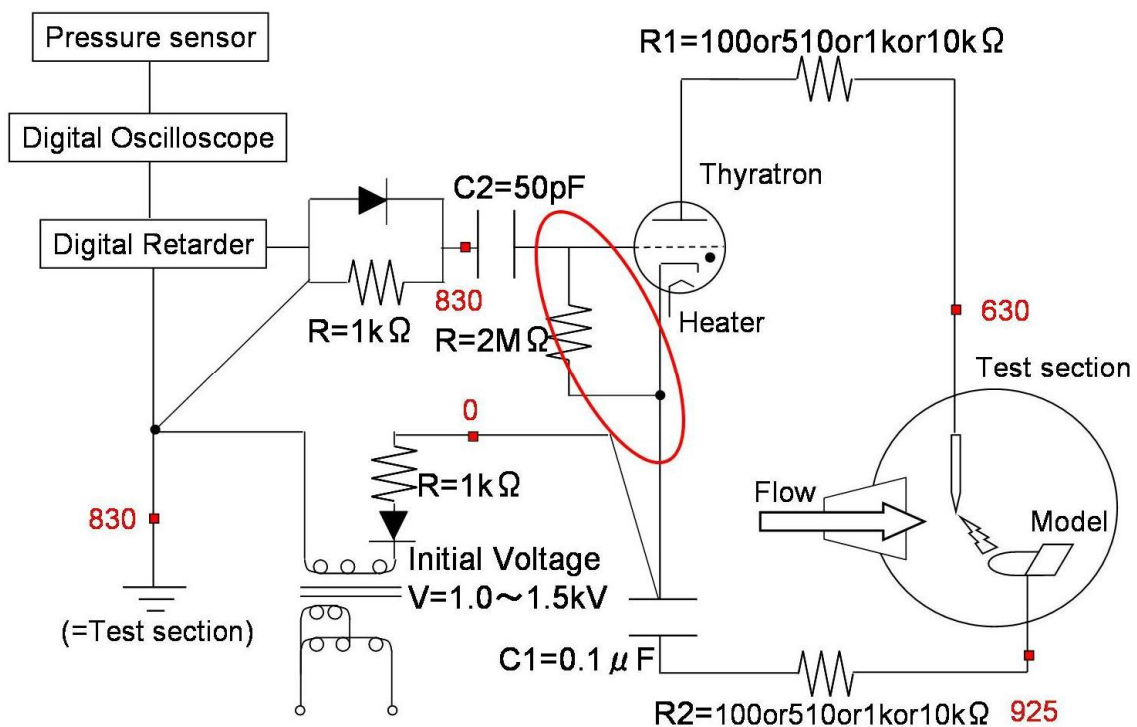 Pressure sensor
R1=100or510or1kor10kΩ
Digital Oscilloscope
C2=50pF
Thyratron
Digital Retarder
830
R=1kΩ
R=2MΩ
Heater
630
Test section
0
R=1kΩ
Flow
Model
830
Initial Voltage
V=1.0～1.5kV
(=Test section)
C1=0.1μF
R2=100or510or1kor10kΩ
925